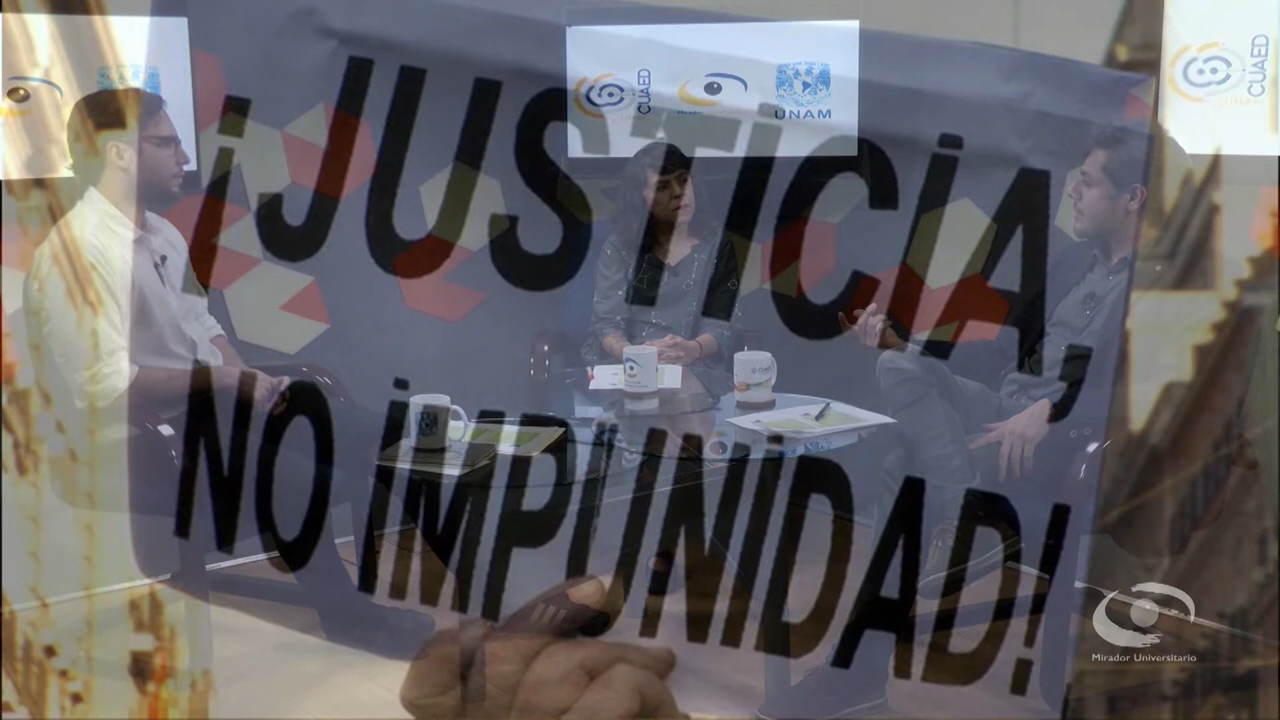 CUAED
UNAM
CUAED
¡JUSTICIA,
NO IMPUNIDAD!
Mirador Universitario